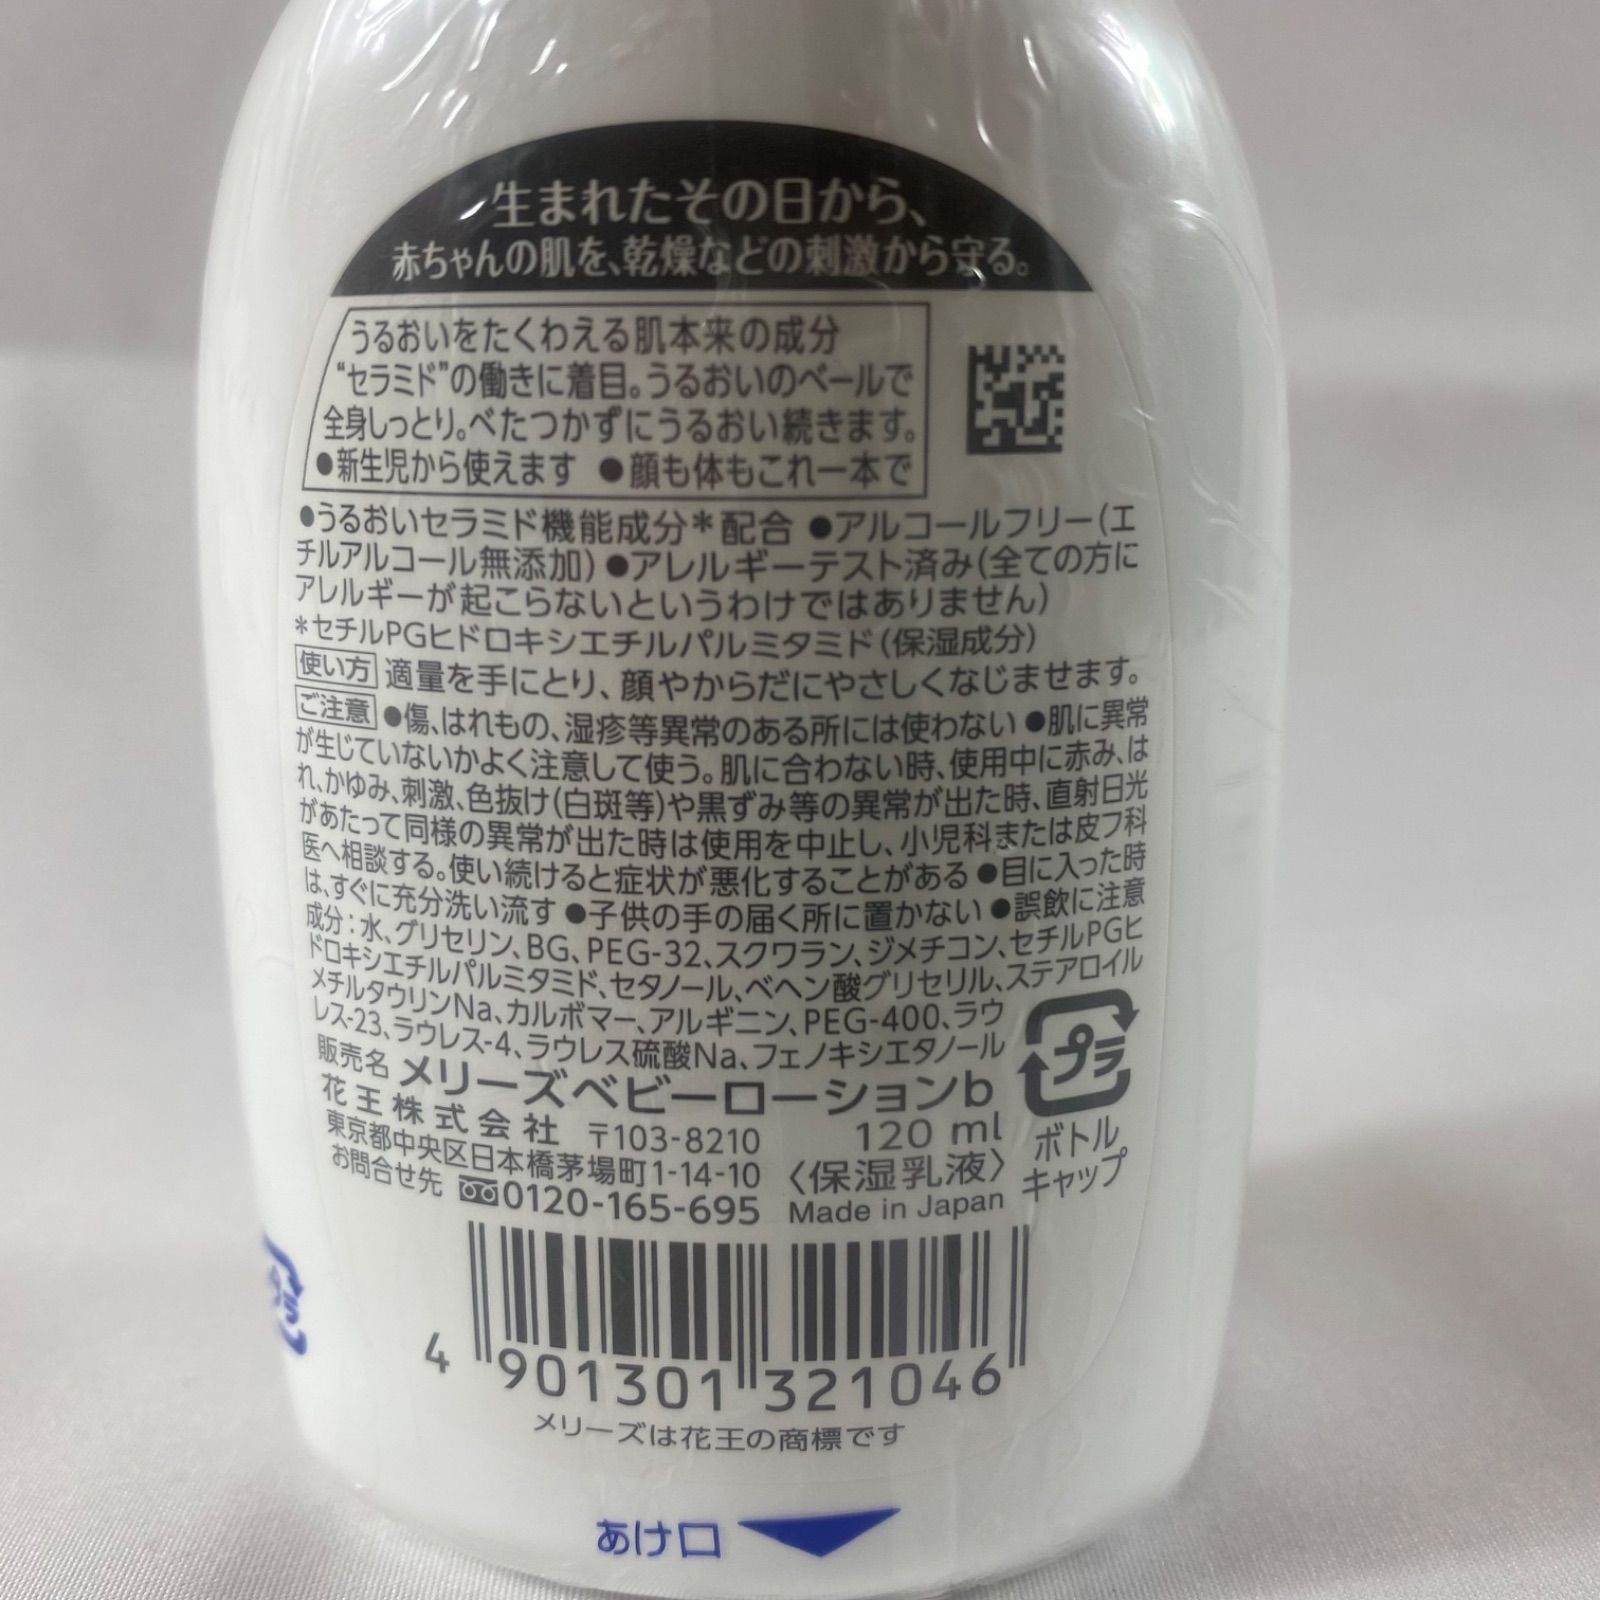 生まれたその日から、
赤ちゃんの肌を、乾燥などの刺激から守る。
うるおいをたくわえる肌本来の成分
“セラミド”の働きに着目。うるおいのベールで
全身しっとり。べたつかずにうるおい続きます。
●新生児から使えます ●顔も体もこれ一本で
●うるおいセラミド機能成分*配合 ●アルコールフリー(エ
チルアルコール無添加) ●アレルギーテスト済み(全ての方に
アレルギーが起こらないというわけではありません)
*セチルPGヒドロキシエチルパルミタミド(保湿成分)
使い方 適量を手にとり、顔やからだにやさしくなじませます。
ご注意 ●傷、はれもの、湿疹等異常のある所には使わない ●肌に異常
が生じていないかよく注意して使う。肌に合わない時、使用中に赤み、は
れ、かゆみ、刺激、色抜け(白斑等)や黒ずみ等の異常が出た時、直射日光
があたって同様の異常が出た時は使用を中止し、小児科または皮フ科
医へ相談する。使い続けると症状が悪化することがある ●目に入った時
は、すぐに充分洗い流す ●子供の手の届く所に置かない ●誤飲に注意
成分:水、グリセリン、BG、PEG-32、スクワラン、ジメチコン、セチルPGヒ
ドロキシエチルパルミタミド、セタノール、ベヘン酸グリセリル、ステアロイル
メチルタウリンNa、カルボマー、アルギニン、PEG-400、ラウ
レス-23、ラウレス-4、ラウレス硫酸Na、フェノキシエタノール
販売名 メリーズベビーローションb
花王株式会社 〒103-8210 120 ml
東京都中央区日本橋茅場町1-14-10 〈保湿乳液〉
お問合せ先 0120-165-695 Made in Japan
プラ
ボトル
キャップ
4 901301 321046
メリーズは花王の商標です
あけ口